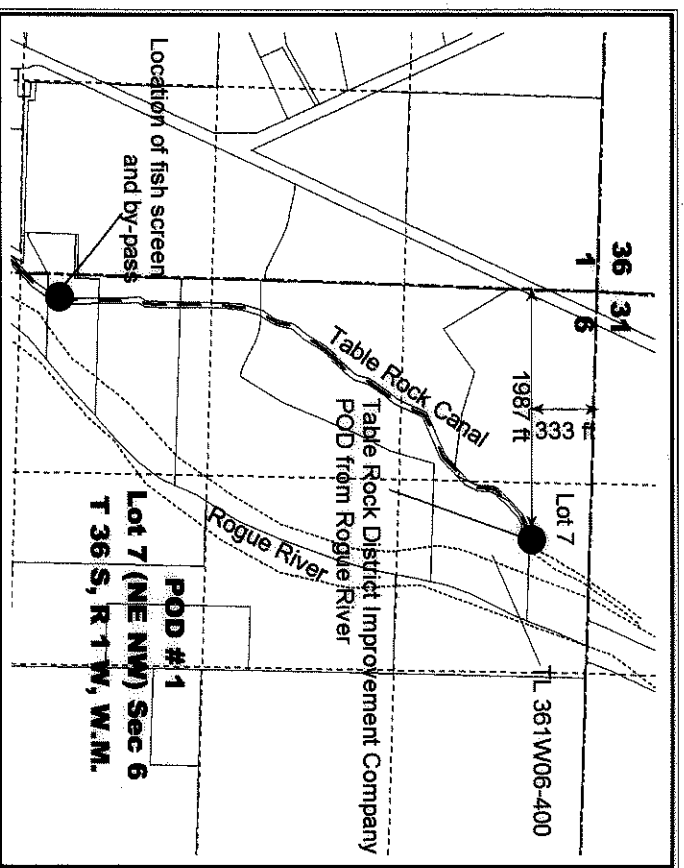 36 31
1 6
333 ft
1987 ft
Lot 7
TL 361W06-400
Table Rock Canal
Table Rock District Improvement Company
POD from Rogue River
Rogue River
Location of fish screen
and by-pass
POD # 1
Lot 7 (NE NW) Sec 6
T 36 S, R 1 W, W.M.